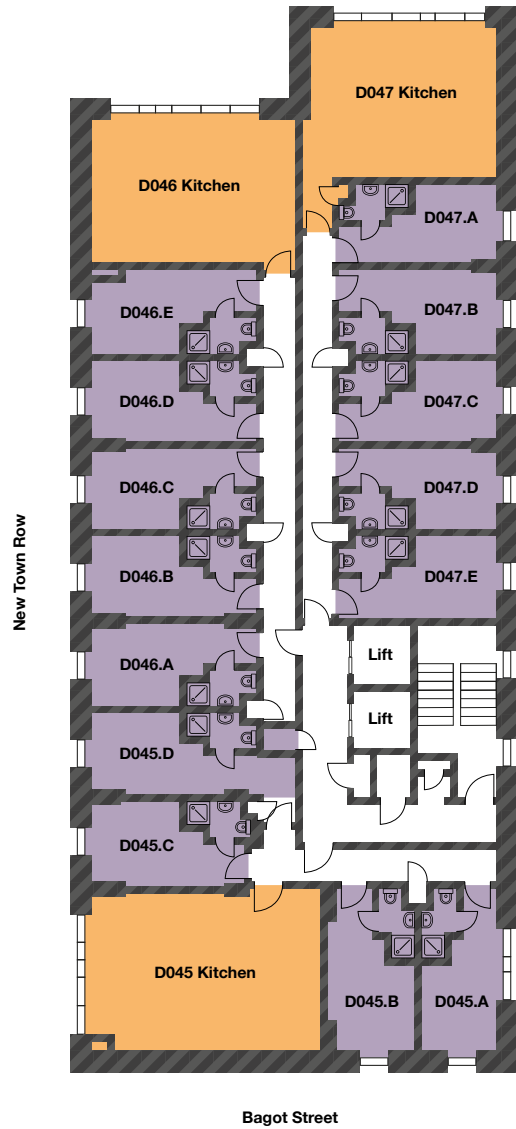 D047 Kitchen
D046 Kitchen
D047.A
D046.E
D047.B
D046.D
D047.C
D046.C
D047.D
D046.B
D047.E
New Town Row
D046.A
Lift
Lift
D045.D
D045.C
D045 Kitchen
D045.B
D045.A
Bagot Street